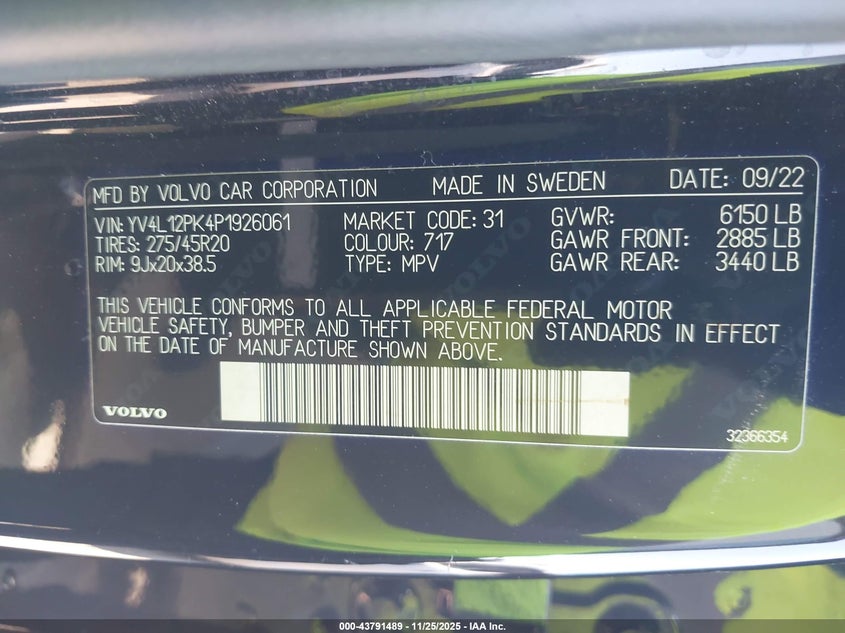 MFD BY VOLVO CAR CORPORATION MADE IN SWEDEN DATE: 09/22
VIN: YV4L12PK4P1926061 MARKET CODE: 31 GVWR: 6150 LB
TIRES: 275/45R20 COLOUR: 717 GAWR FRONT: 2885 LB
RIM: 9Jx20x38.5 TYPE: MPV GAWR REAR: 3440 LB
THIS VEHICLE CONFORMS TO ALL APPLICABLE FEDERAL MOTOR
VEHICLE SAFETY, BUMPER AND THEFT PREVENTION STANDARDS IN EFFECT
ON THE DATE OF MANUFACTURE SHOWN ABOVE.
VOLVO
32366354
000-43791489 - 11/25/2025 - IAA Inc.